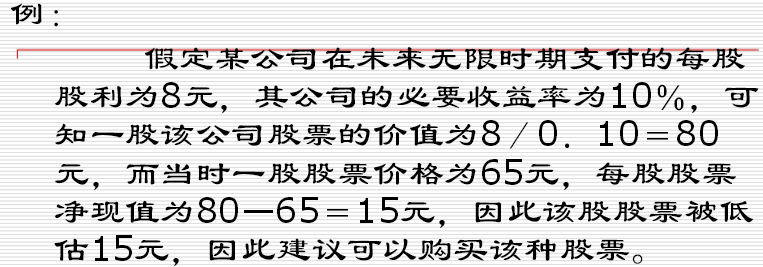 例：
假定某公司在未来无限时期支付的每股
股利为8元，其公司的必要收益率为10％，可
知一股该公司股票的价值为8／0．10＝80
元，而当时一股股票价格为65元，每股股票
净现值为80—65＝15元，因此该股股票被低
估15元，因此建议可以购买该种股票。